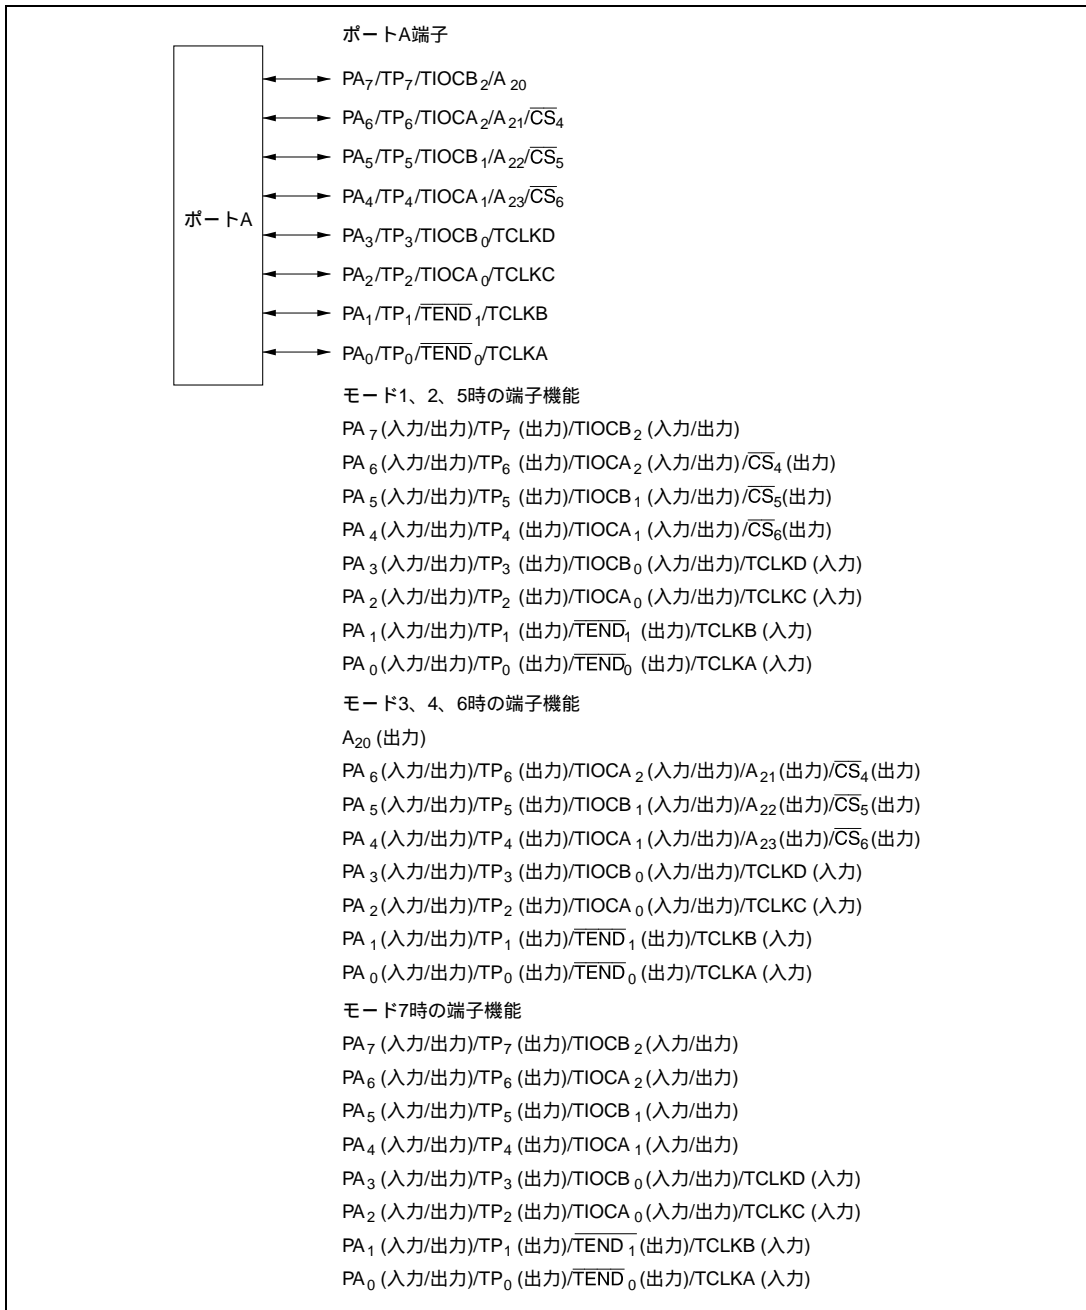 ポートA端子
PA₇/TP₇/TIOCB₂/A₂₀
PA₆/TP₆/TIOCA₂/A₂₁/C̅S̅₄
PA₅/TP₅/TIOCB₁/A₂₂/C̅S̅₅
PA₄/TP₄/TIOCA₁/A₂₃/C̅S̅₆
ポートA
PA₃/TP₃/TIOCB₀/TCLKD
PA₂/TP₂/TIOCA₀/TCLKC
PA₁/TP₁/T̅E̅N̅D̅₁/TCLKB
PA₀/TP₀/T̅E̅N̅D̅₀/TCLKA
モード1、2、5時の端子機能
PA₇(入力/出力)/TP₇ (出力)/TIOCB₂ (入力/出力)
PA₆(入力/出力)/TP₆ (出力)/TIOCA₂ (入力/出力)/C̅S̅₄ (出力)
PA₅(入力/出力)/TP₅ (出力)/TIOCB₁ (入力/出力)/C̅S̅₅(出力)
PA₄(入力/出力)/TP₄ (出力)/TIOCA₁ (入力/出力)/C̅S̅₆(出力)
PA₃(入力/出力)/TP₃ (出力)/TIOCB₀ (入力/出力)/TCLKD (入力)
PA₂(入力/出力)/TP₂ (出力)/TIOCA₀ (入力/出力)/TCLKC (入力)
PA₁(入力/出力)/TP₁ (出力)/T̅E̅N̅D̅₁ (出力)/TCLKB (入力)
PA₀(入力/出力)/TP₀ (出力)/T̅E̅N̅D̅₀ (出力)/TCLKA (入力)
モード3、4、6時の端子機能
A₂₀ (出力)
PA₆(入力/出力)/TP₆ (出力)/TIOCA₂(入力/出力)/A₂₁(出力)/C̅S̅₄(出力)
PA₅(入力/出力)/TP₅ (出力)/TIOCB₁(入力/出力)/A₂₂(出力)/C̅S̅₅(出力)
PA₄(入力/出力)/TP₄ (出力)/TIOCA₁(入力/出力)/A₂₃(出力)/C̅S̅₆(出力)
PA₃(入力/出力)/TP₃ (出力)/TIOCB₀(入力/出力)/TCLKD (入力)
PA₂(入力/出力)/TP₂ (出力)/TIOCA₀(入力/出力)/TCLKC (入力)
PA₁(入力/出力)/TP₁ (出力)/T̅E̅N̅D̅₁(出力)/TCLKB (入力)
PA₀(入力/出力)/TP₀ (出力)/T̅E̅N̅D̅₀(出力)/TCLKA (入力)
モード7時の端子機能
PA₇ (入力/出力)/TP₇ (出力)/TIOCB₂(入力/出力)
PA₆ (入力/出力)/TP₆ (出力)/TIOCA₂(入力/出力)
PA₅ (入力/出力)/TP₅ (出力)/TIOCB₁(入力/出力)
PA₄ (入力/出力)/TP₄ (出力)/TIOCA₁(入力/出力)
PA₃ (入力/出力)/TP₃ (出力)/TIOCB₀(入力/出力)/TCLKD (入力)
PA₂ (入力/出力)/TP₂ (出力)/TIOCA₀(入力/出力)/TCLKC (入力)
PA₁ (入力/出力)/TP₁ (出力)/T̅E̅N̅D̅₁(出力)/TCLKB (入力)
PA₀ (入力/出力)/TP₀ (出力)/T̅E̅N̅D̅₀(出力)/TCLKA (入力)